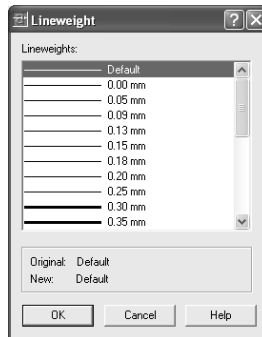 Lineweight
Lineweights:
Default
0.00 mm
0.05 mm
0.09 mm
0.13 mm
0.15 mm
0.18 mm
0.20 mm
0.25 mm
0.30 mm
0.35 mm
Original: Default
New: Default
OK Cancel Help